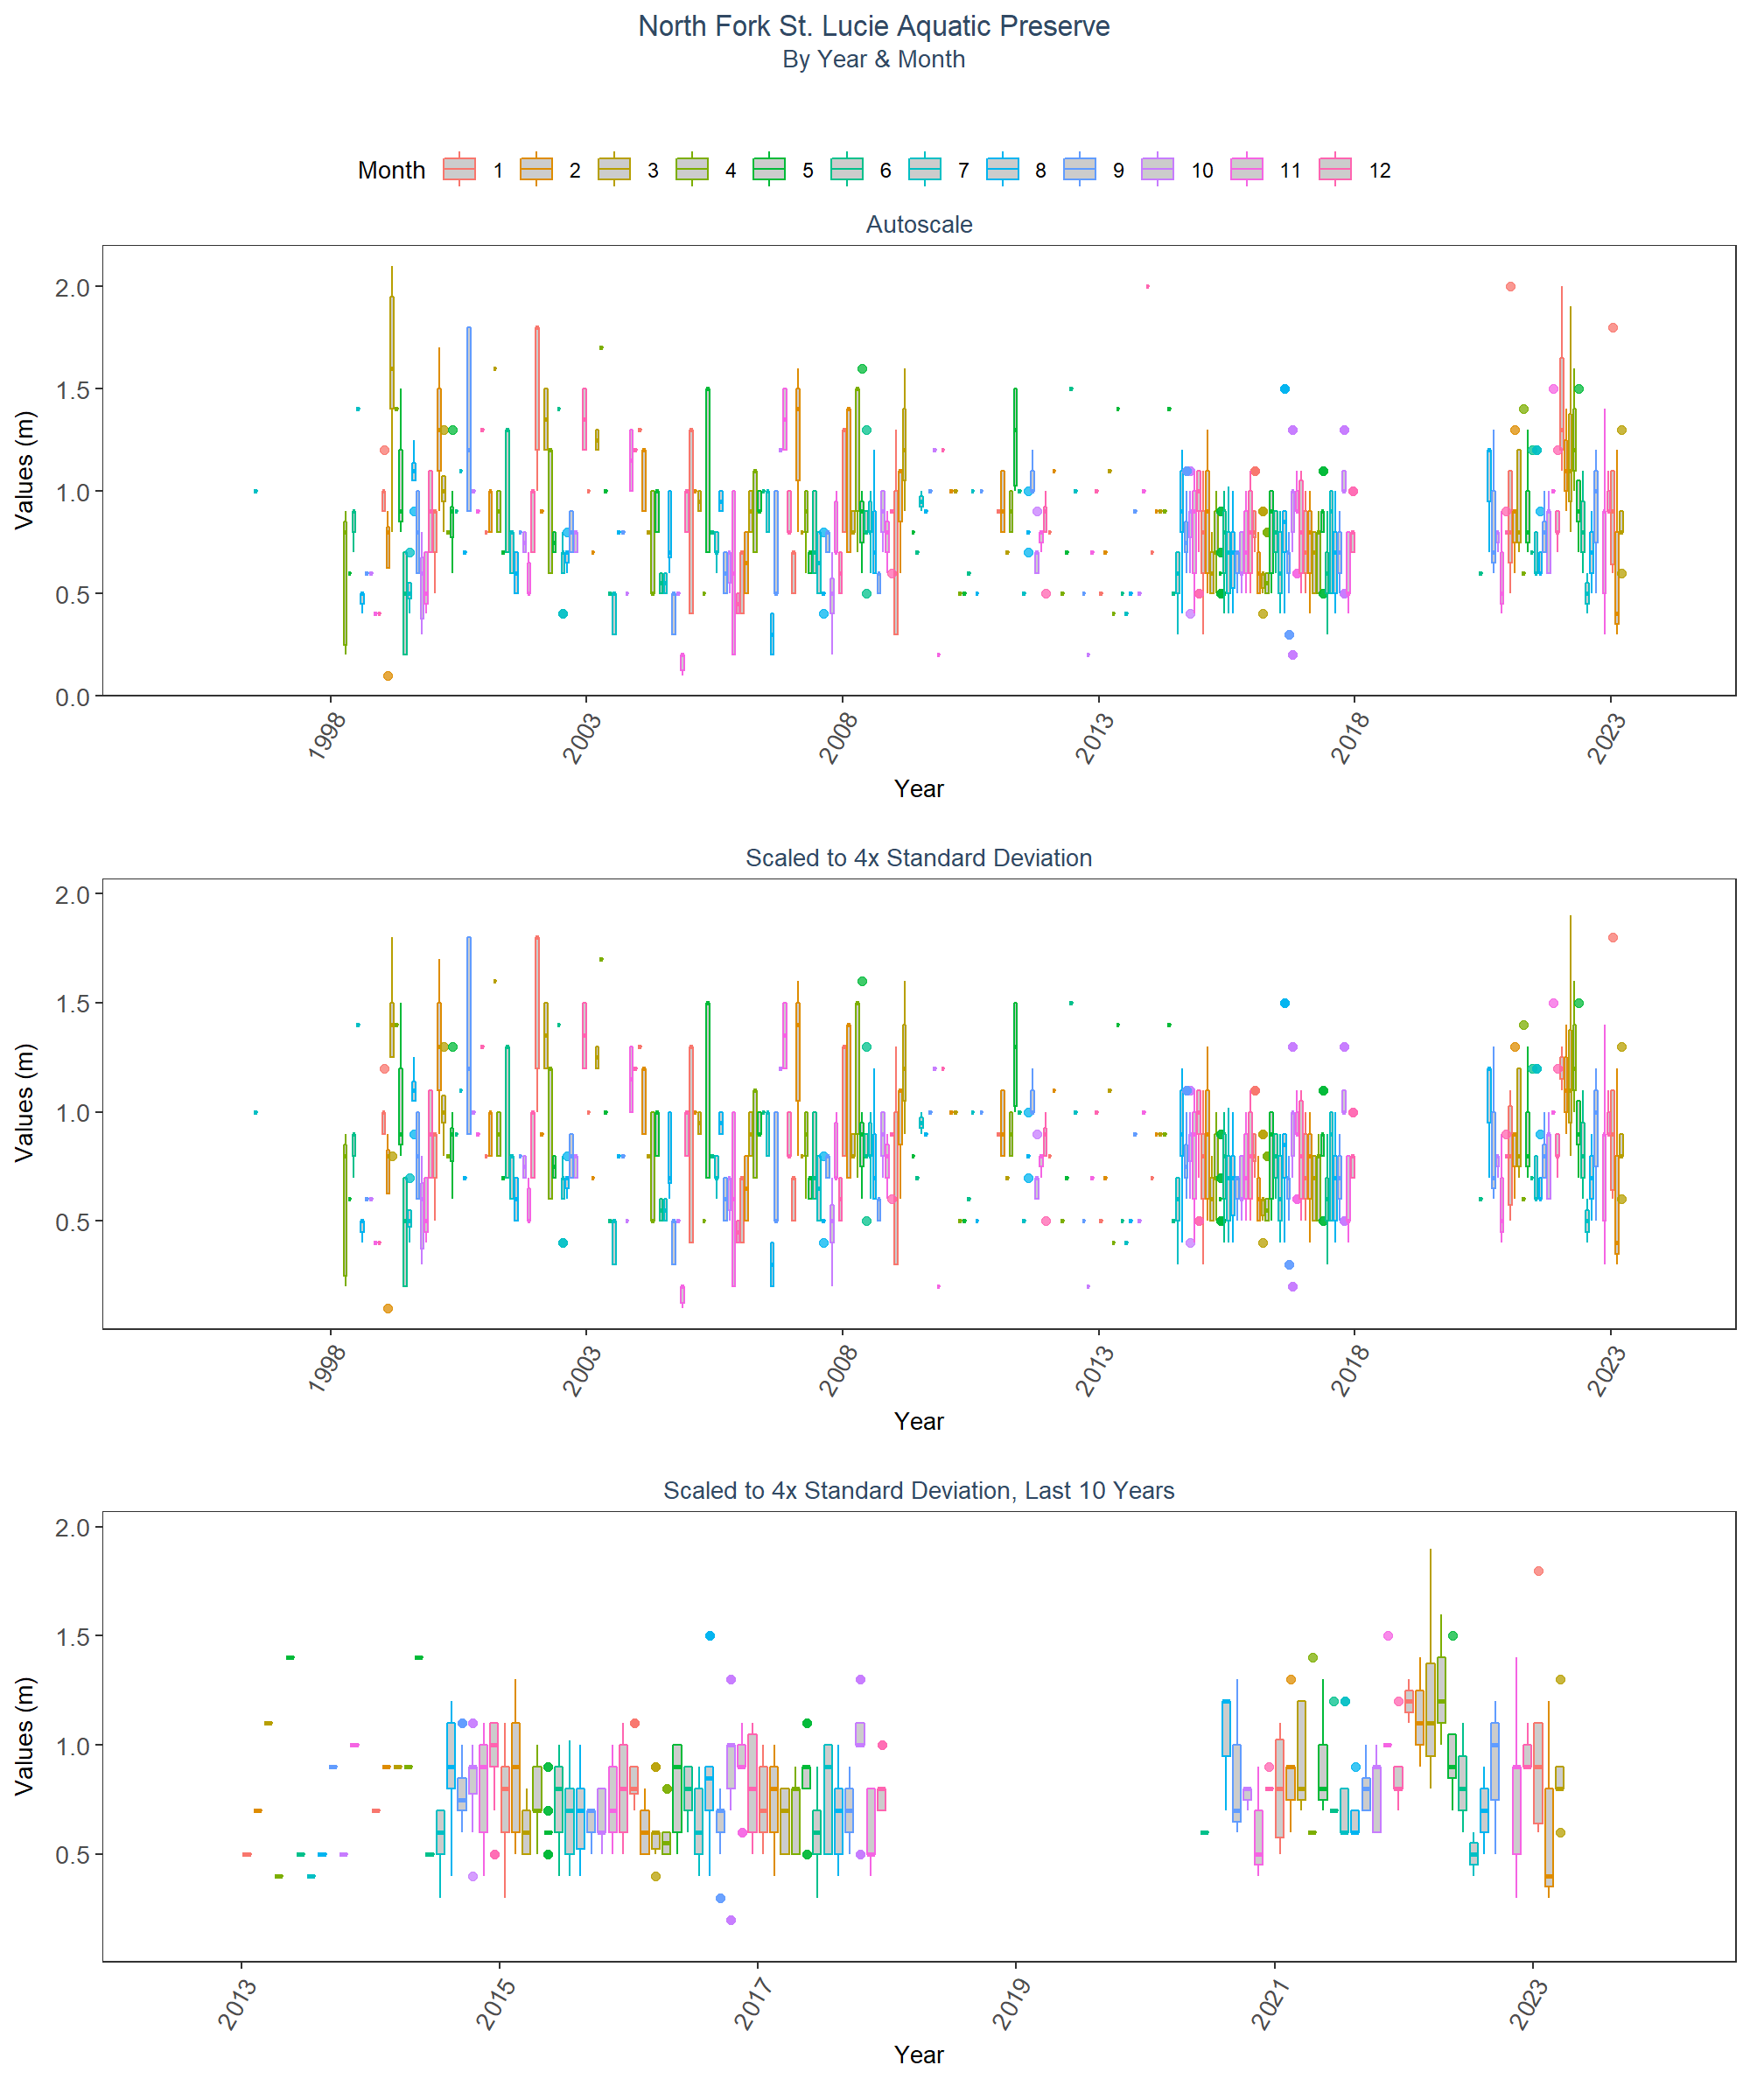 North Fork St. Lucie Aquatic Preserve
By Year & Month
Month 1 2 3 4 5 6 7 8 9 10 11 12
Autoscale
Values (m)
2.0
1.5
1.0
0.5
0.0
1998 2003 2008 2013 2018 2023
Year
Scaled to 4x Standard Deviation
Values (m)
2.0
1.5
1.0
0.5
1998 2003 2008 2013 2018 2023
Year
Scaled to 4x Standard Deviation, Last 10 Years
Values (m)
2.0
1.5
1.0
0.5
2013 2015 2017 2019 2021 2023
Year